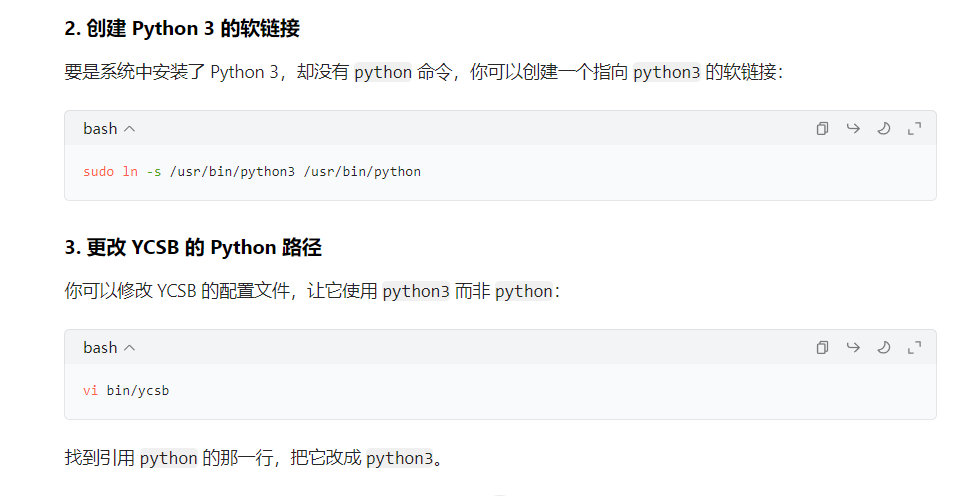 2. 创建 Python 3 的软链接
要是系统中安装了 Python 3，却没有 python 命令，你可以创建一个指向 python3 的软链接：
bash
sudo ln -s /usr/bin/python3 /usr/bin/python
3. 更改 YCSB 的 Python 路径
你可以修改 YCSB 的配置文件，让它使用 python3 而非 python：
bash
vi bin/ycsb
找到引用 python 的那一行，把它改成 python3。